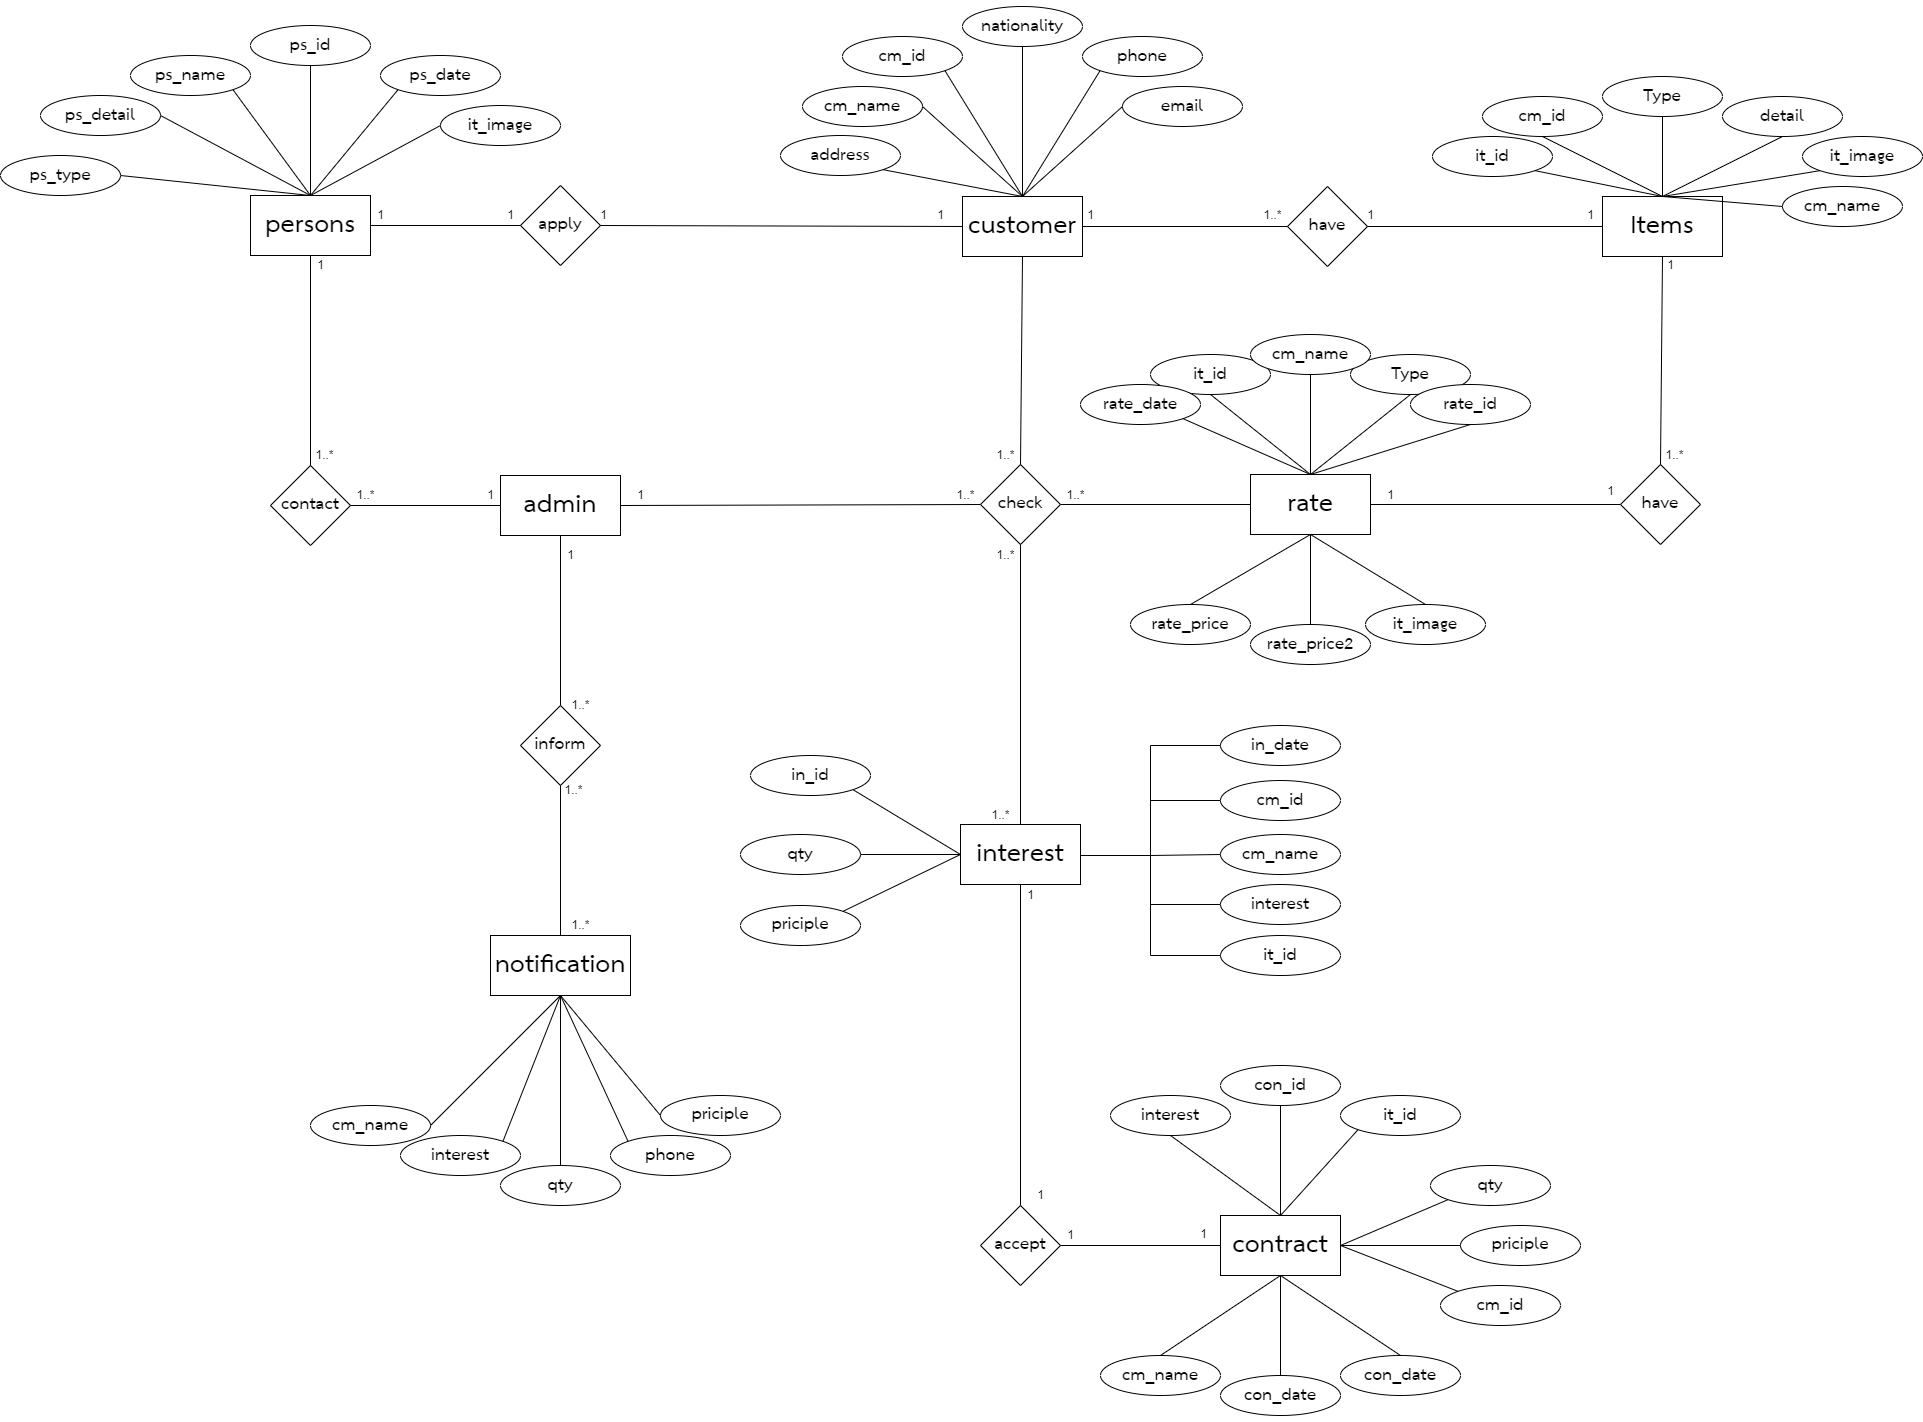 nationality
ps_id
cm_id
phone
ps_name
ps_date
Type
cm_name
email
ps_detail
it_image
cm_id
detail
address
it_id
it_image
ps_type
cm_name
persons
1
1
apply
1
1
customer
1
1..*
have
1
1
Items
1
1
cm_name
it_id
Type
rate_date
rate_id
1..*
1..*
1..*
contact
1..*
1
admin
1
1..*
check
1..*
rate
1
1
have
1
1..*
rate_price
rate_price2
it_image
1..*
inform
1..*
in_date
in_id
cm_id
1..*
qty
interest
cm_name
1
interest
priciple
it_id
1..*
notification
con_id
interest
it_id
cm_name
priciple
interest
phone
qty
qty
1
accept
1
1
contract
priciple
cm_id
cm_name
con_date
con_date